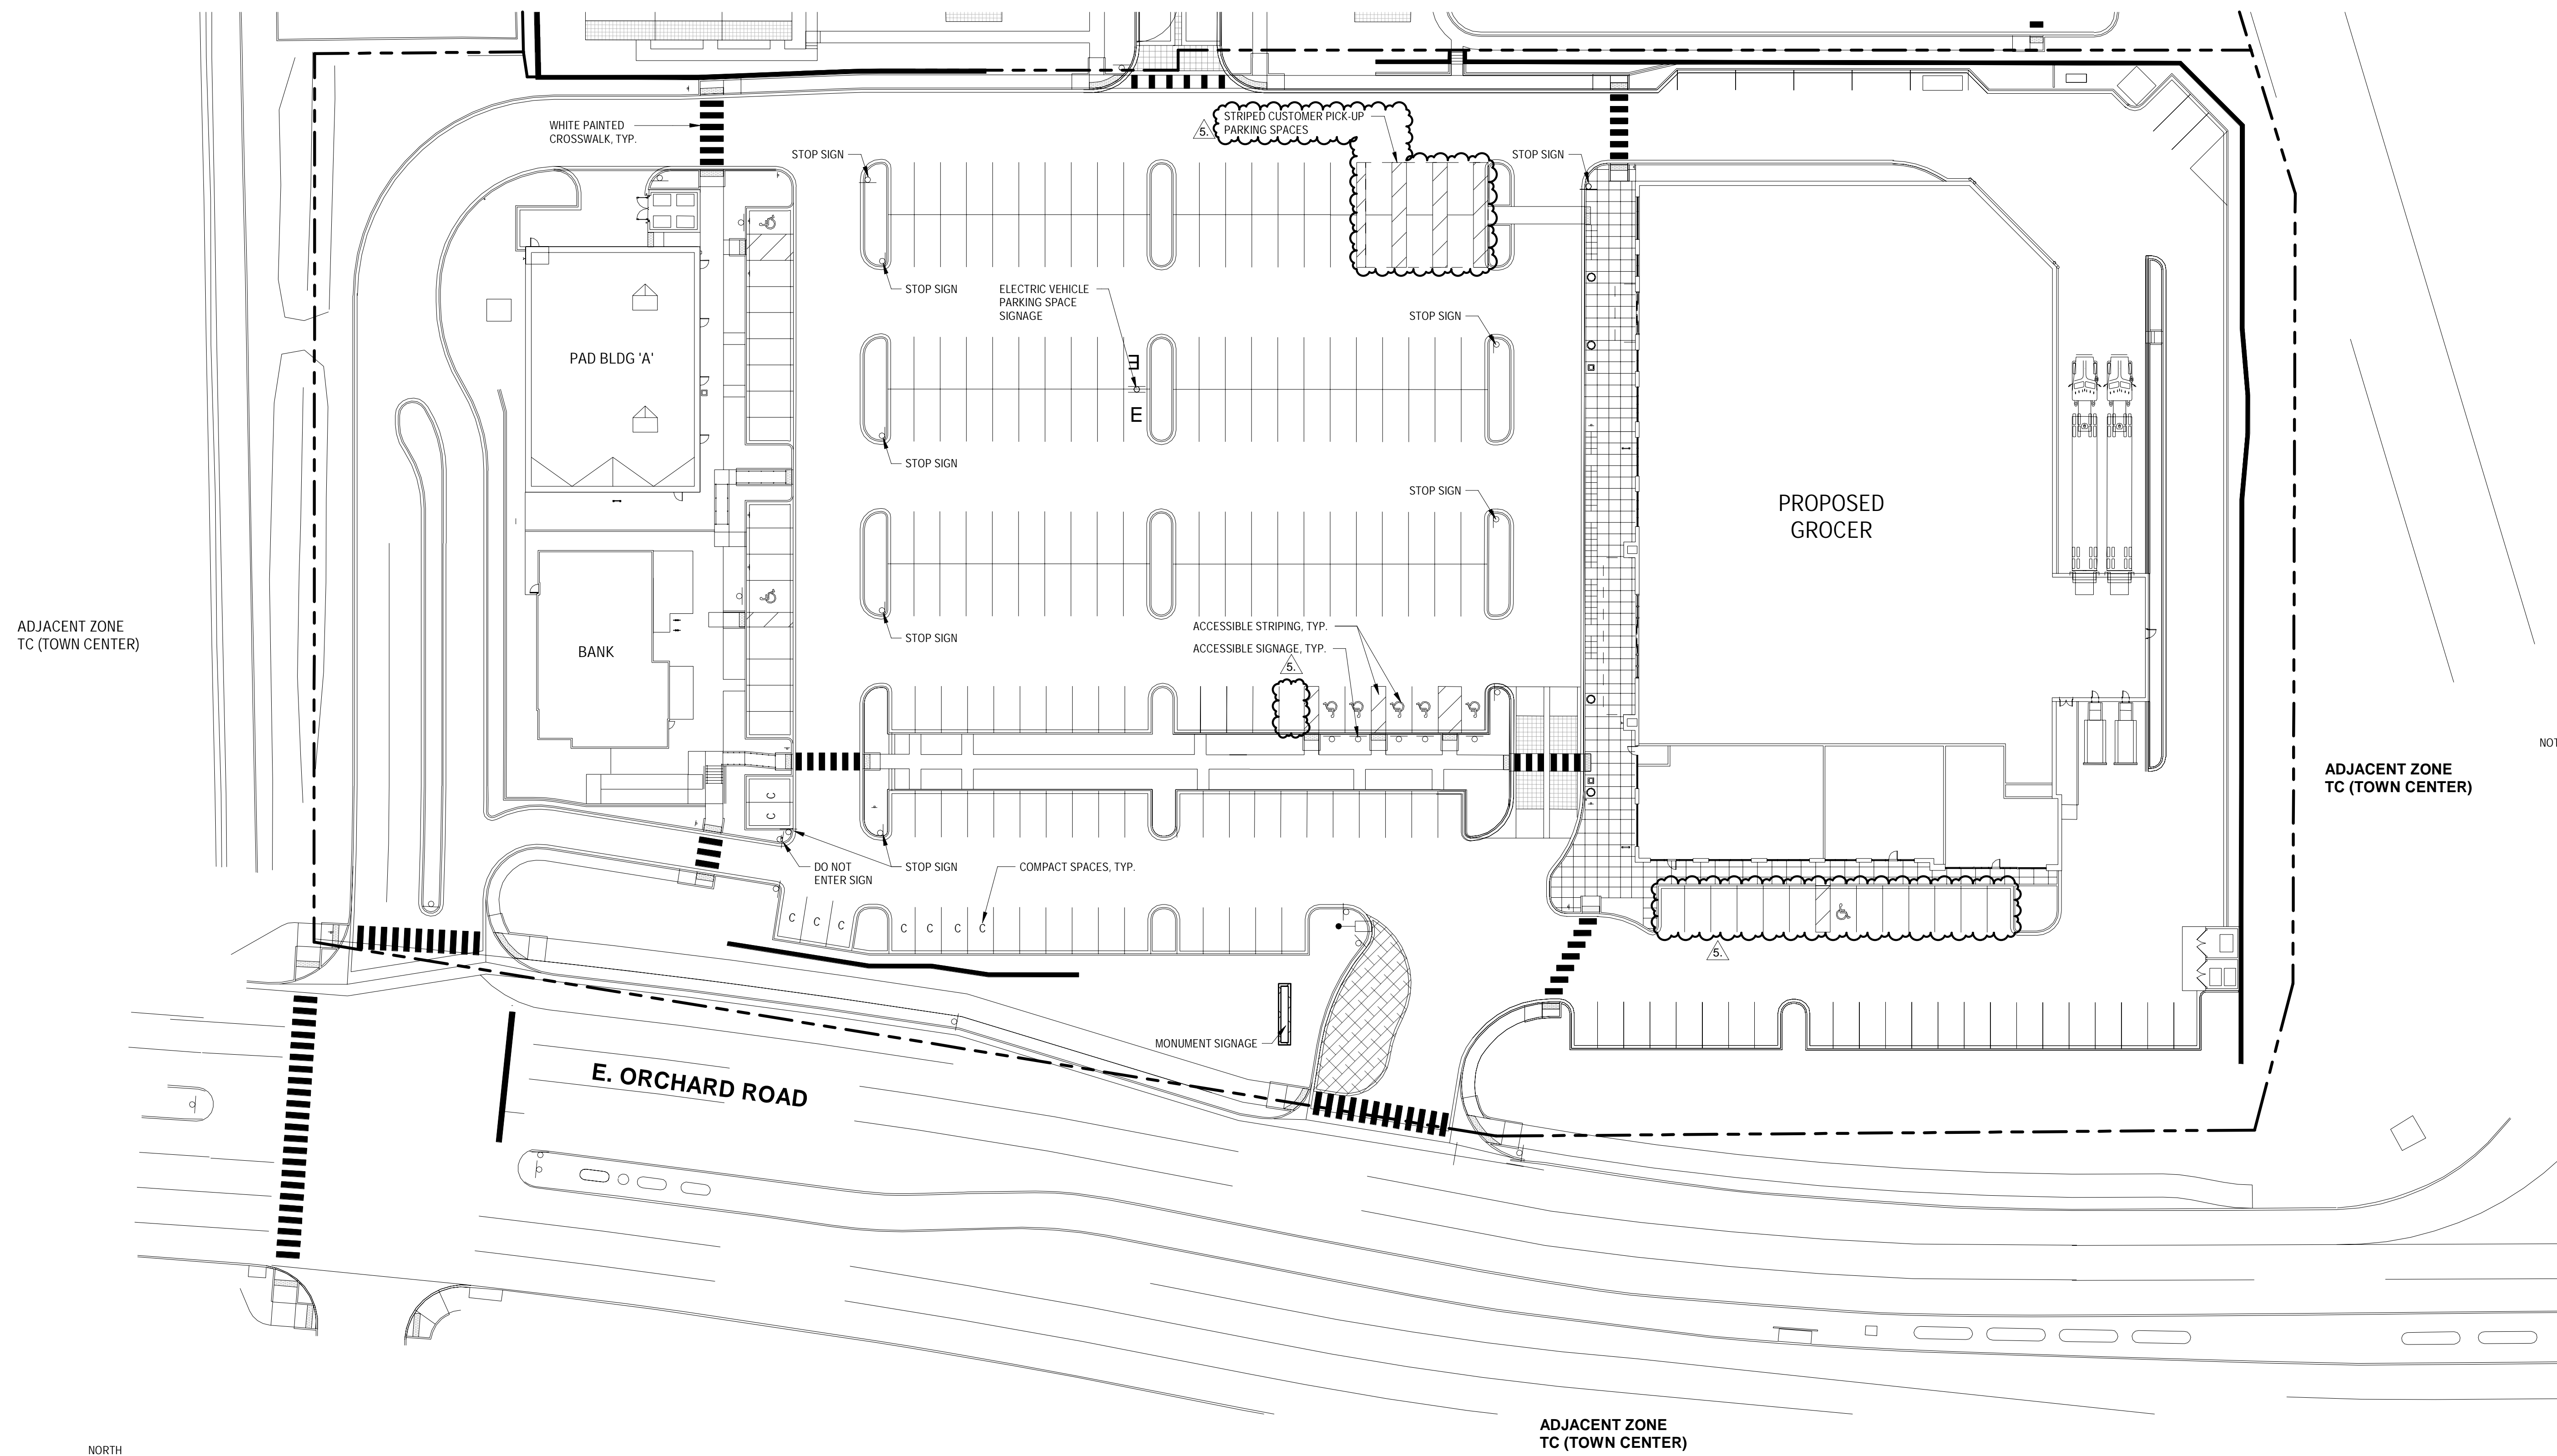 STRIPED CUSTOMER PICK-UP
PARKING SPACES
5.
WHITE PAINTED
CROSSWALK, TYP.
STOP SIGN
STOP SIGN
STOP SIGN
ELECTRIC VEHICLE
PARKING SPACE
SIGNAGE
STOP SIGN
PAD BLDG 'A'
E
E
STOP SIGN
STOP SIGN
PROPOSED
GROCER
ADJACENT ZONE
TC (TOWN CENTER)
STOP SIGN
ACCESSIBLE STRIPING, TYP.
ACCESSIBLE SIGNAGE, TYP.
5.
BANK
NOT
ADJACENT ZONE
TC (TOWN CENTER)
C
C
DO NOT
ENTER SIGN
STOP SIGN
COMPACT SPACES, TYP.
C C C C C C C
5.
MONUMENT SIGNAGE
E. ORCHARD ROAD
ADJACENT ZONE
TC (TOWN CENTER)
NORTH